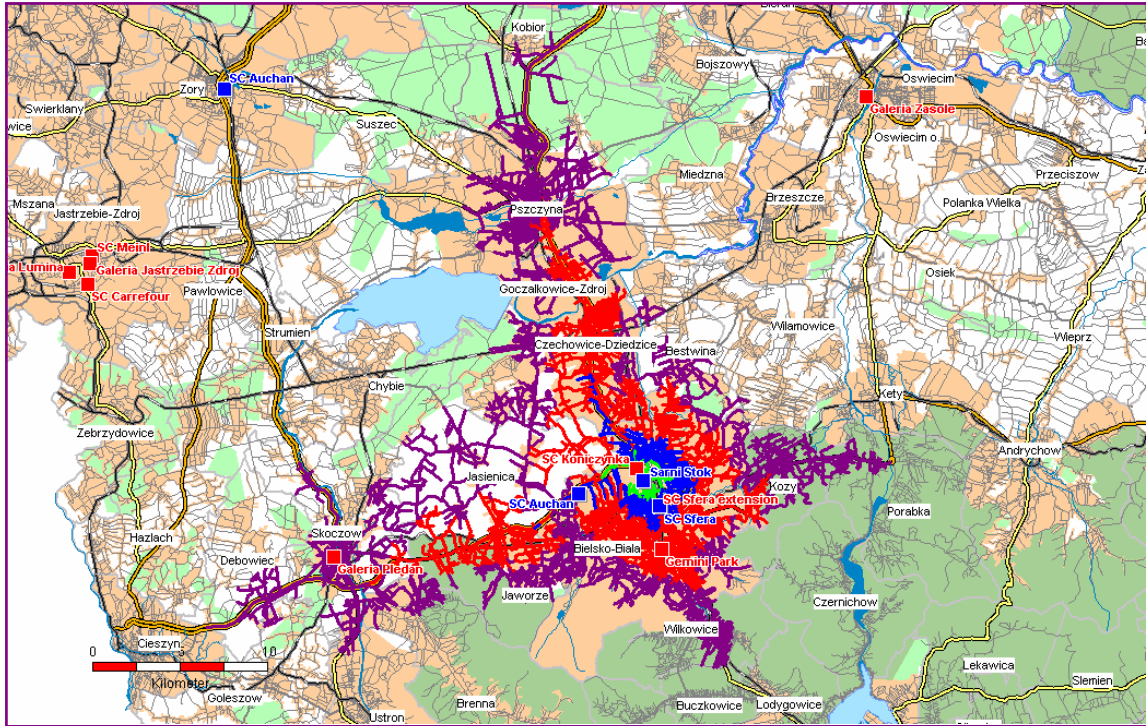 Kobior
Bojszowy
Oswiecim
SC Auchan
Zory
Swierklany
Galeria Zasole
Suszec
Oswiecim o.
Miedzna
Przeciszow
Mszana
Jastrzebie-Zdroj
Pszczyna
Brzeszcze
Polanka Wielka
SC Meini
a Lumina
Galeria Jastrzebie Zdroj
SC Carrefour
Pawlowice
Goczalkowice-Zdroj
Osiek
Strumien
Wilamowice
Wieprz
Czechowice-Dziedzice
Bestwina
Chybie
Kety
Zebrzydowice
Andrychow
SC Koniczynka
Sarni Stok
Jasienica
Kozy
SC Auchan
SC Sfera extension
SC Sfera
Porabka
Hazlach
Skoczow
Debowiec
Galeria Pledan
Bielsko-Biala
Gemini Park
Jaworze
Czernichow
Wilkowice
Cieszyn
0 5 10
Kilometer
Lekawica
Slemien
Goleszow
Brenna
Buczkowice
Lodygowice
Ustron